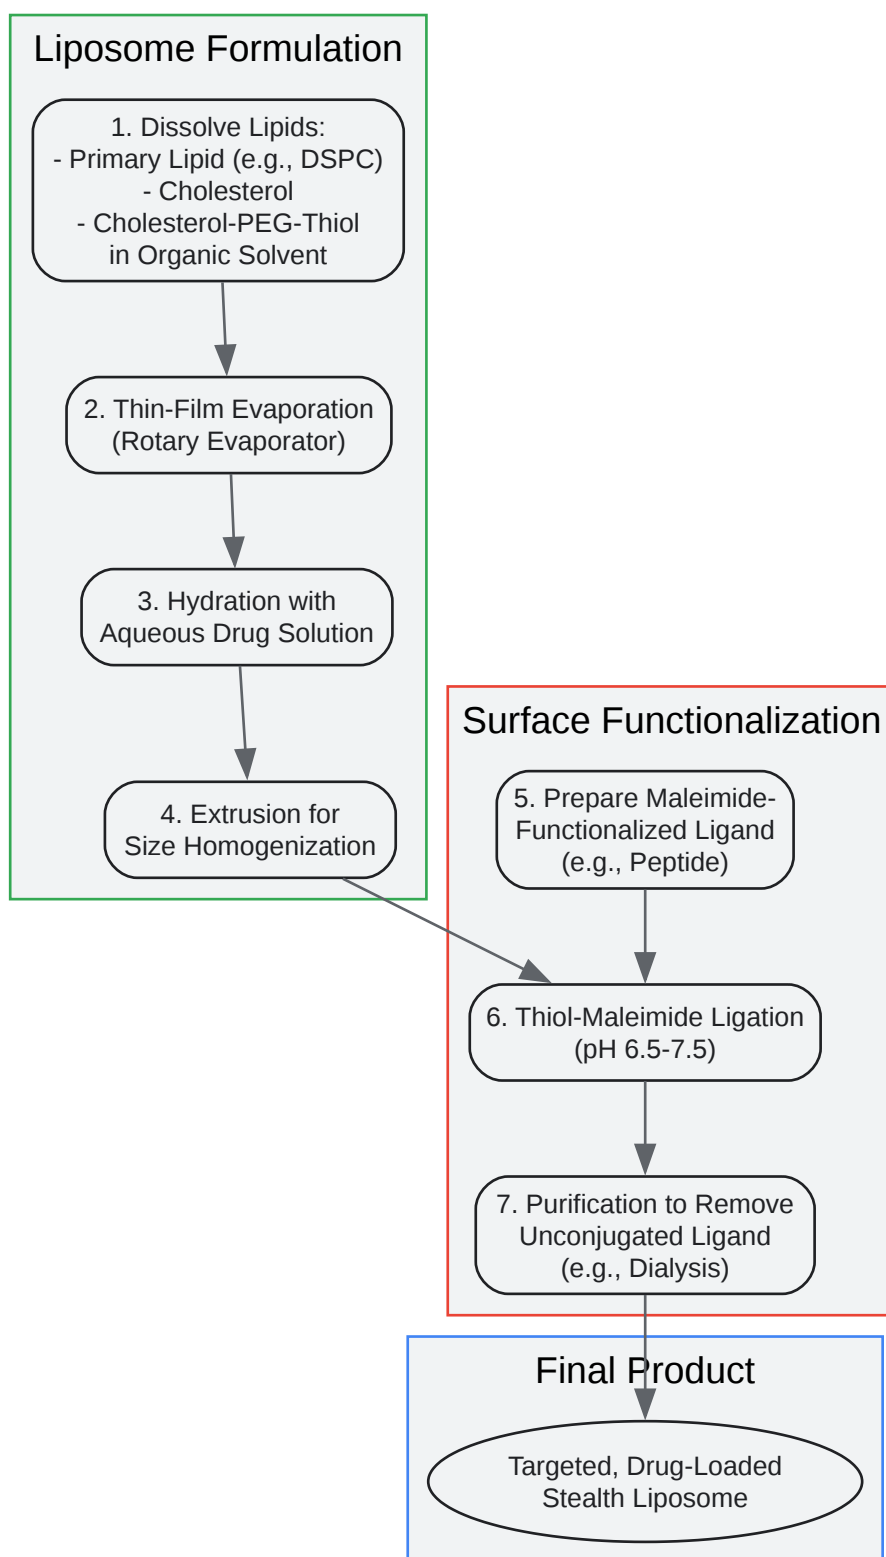 Liposome Formulation
1. Dissolve Lipids:
- Primary Lipid (e.g., DSPC)
- Cholesterol
- Cholesterol-PEG-Thiol
in Organic Solvent
2. Thin-Film Evaporation
(Rotary Evaporator)
3. Hydration with
Aqueous Drug Solution
4. Extrusion for
Size Homogenization
Surface Functionalization
5. Prepare Maleimide-
Functionalized Ligand
(e.g., Peptide)
6. Thiol-Maleimide Ligation
(pH 6.5-7.5)
7. Purification to Remove
Unconjugated Ligand
(e.g., Dialysis)
Final Product
Targeted, Drug-Loaded
Stealth Liposome